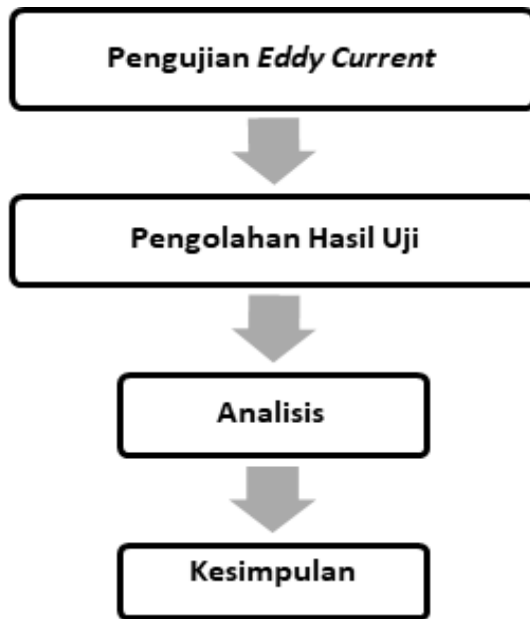 Pengujian Eddy Current
Pengolahan Hasil Uji
Analisis
Kesimpulan